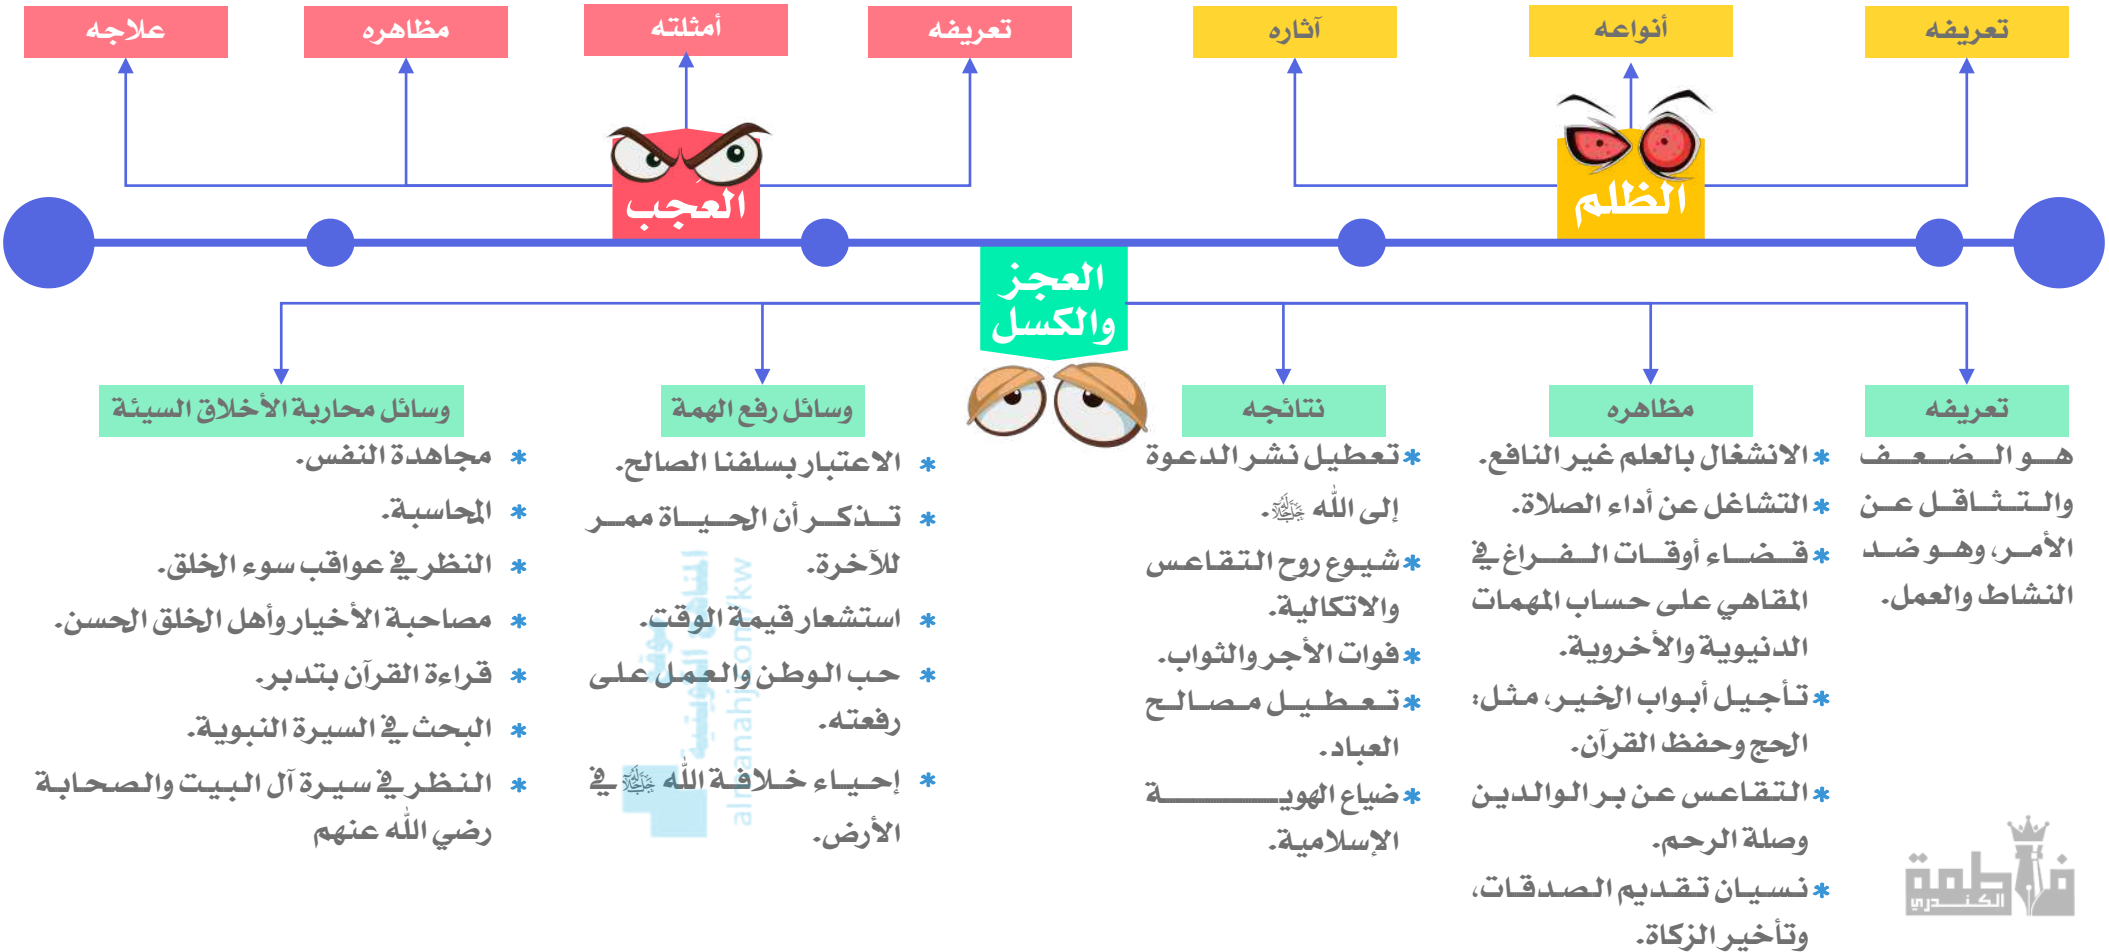 تعريفه
أنواعه
آثاره
تعريفه
أمثلته
مظاهره
علاجه
الظلم
العجب
العجز
والكسل
تعريفه
هو الضعف
والتثاقل عن
الأمر، وهو ضد
النشاط والعمل.
مظاهره
* الانشغال بالعلم غير النافع.
* التشاغل عن أداء الصلاة.
* قضاء أوقات الفراغ في
المقاهي على حساب المهمات
الدنيوية والأخروية.
* تأجيل أبواب الخير، مثل:
الحج وحفظ القرآن.
* التقاعس عن بر الوالدين
وصلة الرحم.
* نسيان تقديم الصدقات،
وتأخير الزكاة.
نتائجه
* تعطيل نشر الدعوة
إلى الله ﷻ.
* شيوع روح التقاعس
والاتكالية.
* فوات الأجر والثواب.
* تعطيل مصالح
العباد.
* ضياع الهوية
الإسلامية.
وسائل رفع الهمة
* الاعتبار بسلفنا الصالح.
* تذكر أن الحياة ممر
للآخرة.
* استشعار قيمة الوقت.
* حب الوطن والعمل على
رفعته.
* إحياء خلافة الله ﷻ في
الأرض.
وسائل محاربة الأخلاق السيئة
* مجاهدة النفس.
* المحاسبة.
* النظر في عواقب سوء الخلق.
* مصاحبة الأخيار وأهل الخلق الحسن.
* قراءة القرآن بتدبر.
* البحث في السيرة النبوية.
* النظر في سيرة آل البيت والصحابة
رضي الله عنهم
موقع
المناهج الكويتية
almanahj.com/kw
فاطمة
الكندري